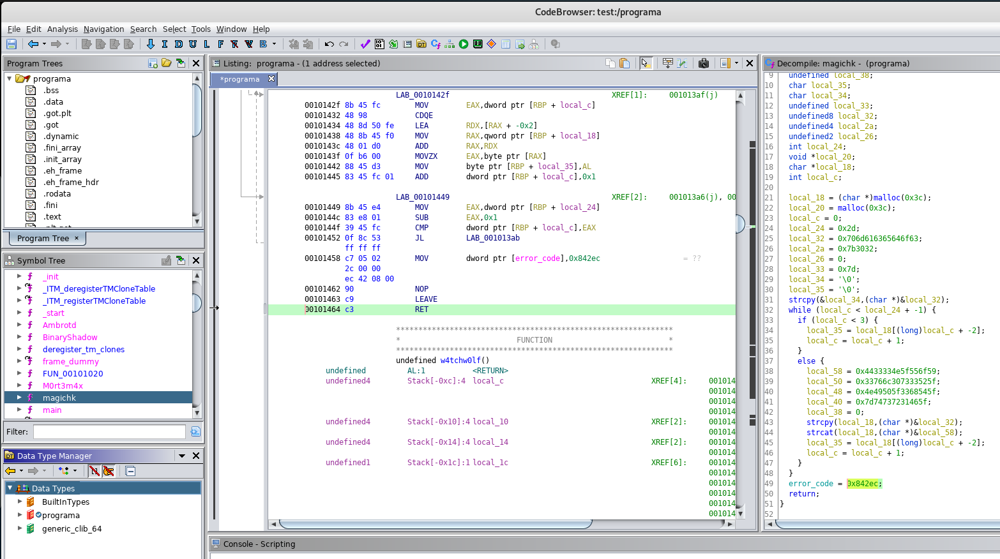 CodeBrowser: test:/programa
File Edit Analysis Navigation Search Select Tools Window Help
I D U L F F V B
Program Trees
programa
.bss
.data
.got.plt
.got
.dynamic
.fini_array
.init_array
.eh_frame
.eh_frame_hdr
.rodata
.fini
.text
Program Tree ×
Symbol Tree
f _init
f _ITM_deregisterTMCloneTable
f _ITM_registerTMCloneTable
f _start
f Ambrotd
f BinaryShadow
f deregister_tm_clones
f frame_dummy
f FUN_00101020
f M0rt3m4x
f magichk
f main
Filter:
Data Type Manager
Data Types
BuiltInTypes
programa
generic_clib_64
Listing: programa - (1 address selected)
*programa
LAB_0010142f XREF[1]: 001013af(j)
0010142f 8b 45 fc MOV EAX,dword ptr [RBP + local_c]
00101432 48 98 CDQE
00101434 48 8d 50 fe LEA RDX,[RAX + -0x2]
00101438 48 8b 45 f0 MOV RAX,qword ptr [RBP + local_18]
0010143c 48 01 d0 ADD RAX,RDX
0010143f 0f b6 00 MOVZX EAX,byte ptr [RAX]
00101442 88 45 d3 MOV byte ptr [RBP + local_35],AL
00101445 83 45 fc 01 ADD dword ptr [RBP + local_c],0x1
LAB_00101449 XREF[2]: 001013a6(j), 00
00101449 8b 45 e4 MOV EAX,dword ptr [RBP + local_24]
0010144c 83 e8 01 SUB EAX,0x1
0010144f 39 45 fc CMP dword ptr [RBP + local_c],EAX
00101452 0f 8c 53 JL LAB_001013ab
ff ff ff
00101458 c7 05 02 MOV dword ptr [error_code],0x842ec = ??
2c 00 00
ec 42 08 00
00101462 90 NOP
00101463 c9 LEAVE
00101464 c3 RET
**************************************************************
* FUNCTION *
**************************************************************
undefined w4tchw0lf()
undefined AL:1 <RETURN>
undefined4 Stack[-0xc]:4 local_c XREF[4]: 001014
001014
001014
001014
undefined4 Stack[-0x10]:4 local_10 XREF[2]: 001014
001014
undefined4 Stack[-0x14]:4 local_14 XREF[2]: 001014
001014
undefined1 Stack[-0x1c]:1 local_1c XREF[6]: 001014
001014
001014
001014
001014
001014
Decompile: magichk - (programa)
9 undefined local_38;
10 char local_35;
11 char local_34;
12 undefined local_33;
13 undefined8 local_32;
14 undefined4 local_2a;
15 undefined2 local_26;
16 int local_24;
17 void *local_20;
18 char *local_18;
19 int local_c;
20
21 local_18 = (char *)malloc(0x3c);
22 local_20 = malloc(0x3c);
23 local_c = 0;
24 local_24 = 0x2d;
25 local_32 = 0x706d616365646f63;
26 local_2a = 0x7b3032;
27 local_26 = 0;
28 local_33 = 0x7d;
29 local_34 = '\0';
30 local_35 = '\0';
31 strcpy(&local_34,(char *)&local_32);
32 while (local_c < local_24 + -1) {
33 if (local_c < 3) {
34 local_35 = local_18[(long)local_c + -2];
35 local_c = local_c + 1;
36 }
37 else {
38 local_58 = 0x4433334e5f556f59;
39 local_50 = 0x33766c307333525f;
40 local_48 = 0x4e49505f3368545f;
41 local_40 = 0x7d74737231465f;
42 local_38 = 0;
43 strcpy(local_18,(char *)&local_32);
44 strcat(local_18,(char *)&local_58);
45 local_35 = local_18[(long)local_c + -2];
46 local_c = local_c + 1;
47 }
48 }
49 error_code = 0x842ec;
50 return;
51 }
52
Console - Scripting